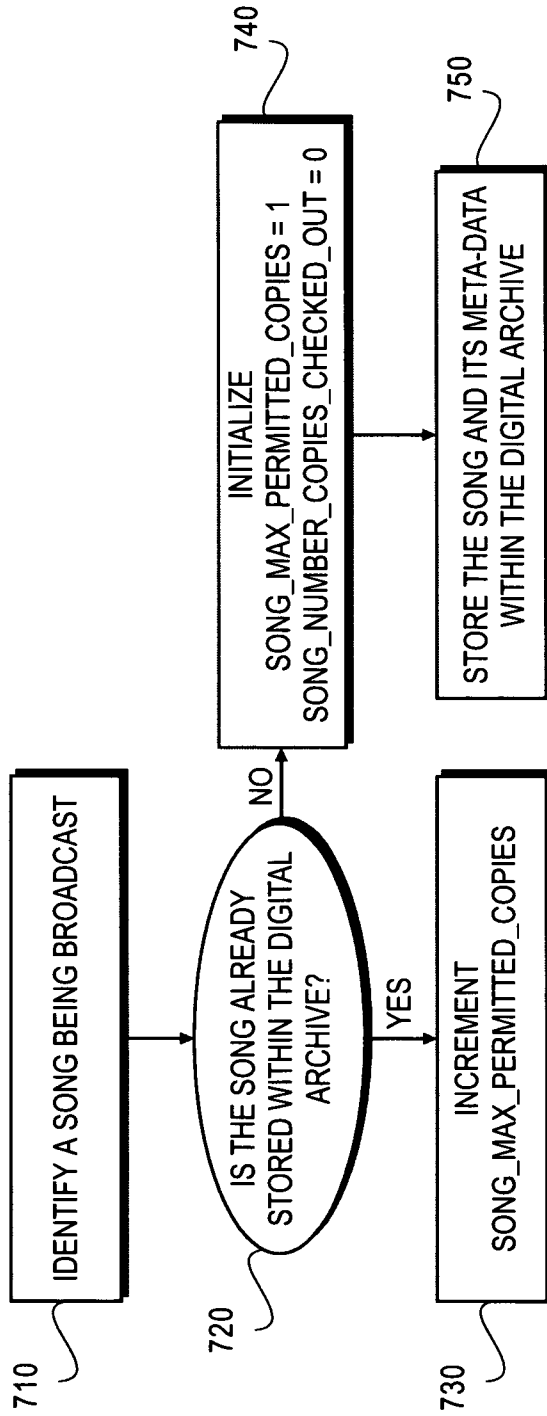 710
IDENTIFY A SONG BEING BROADCAST
720
IS THE SONG ALREADY
STORED WITHIN THE DIGITAL
ARCHIVE?
NO
YES
730
INCREMENT
SONG_MAX_PERMITTED_COPIES
740
INITIALIZE
SONG_MAX_PERMITTED_COPIES = 1
SONG_NUMBER_COPIES_CHECKED_OUT = 0
750
STORE THE SONG AND ITS META-DATA
WITHIN THE DIGITAL ARCHIVE